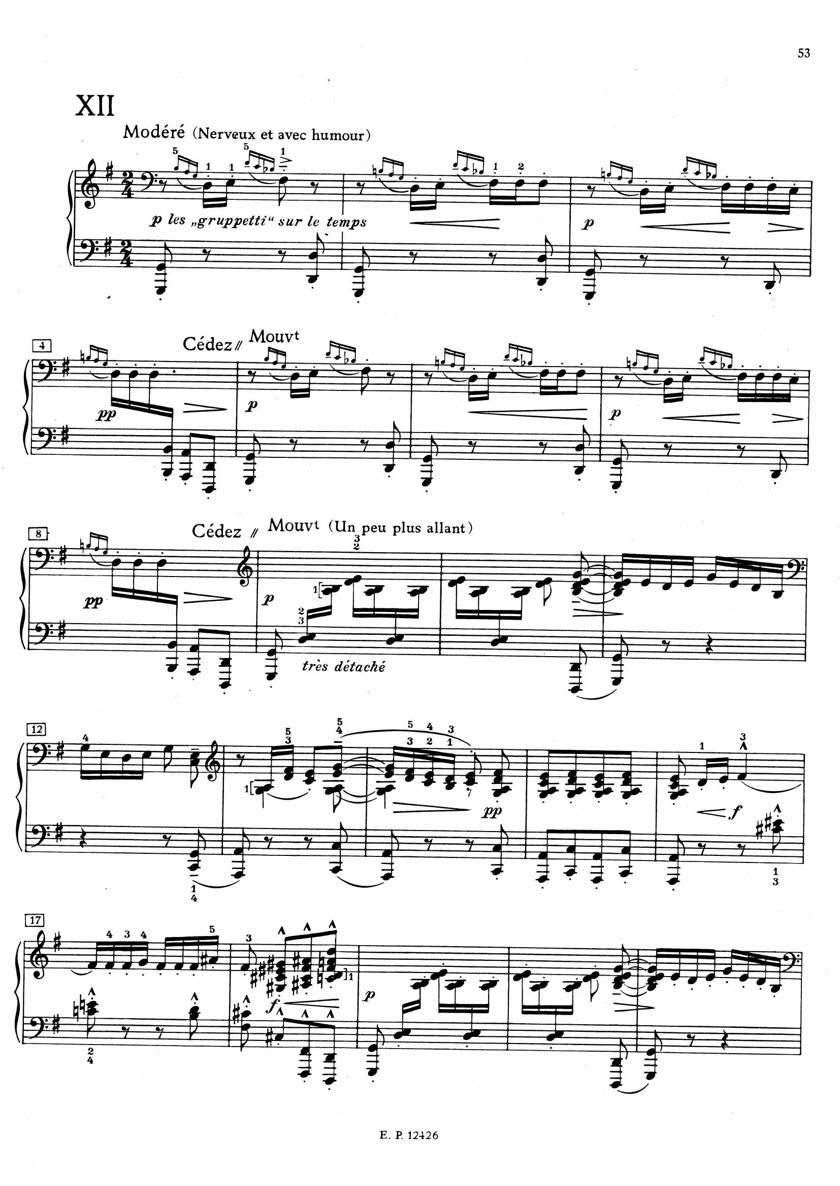 53
XII
Modéré (Nerveux et avec humour)
p les „gruppetti“ sur le temps
p
4
Cédez // Mouvt
pp
p
p
8
Cédez // Mouvt (Un peu plus allant)
pp
p
très détaché
12
pp
f
17
f
p
E. P. 12426